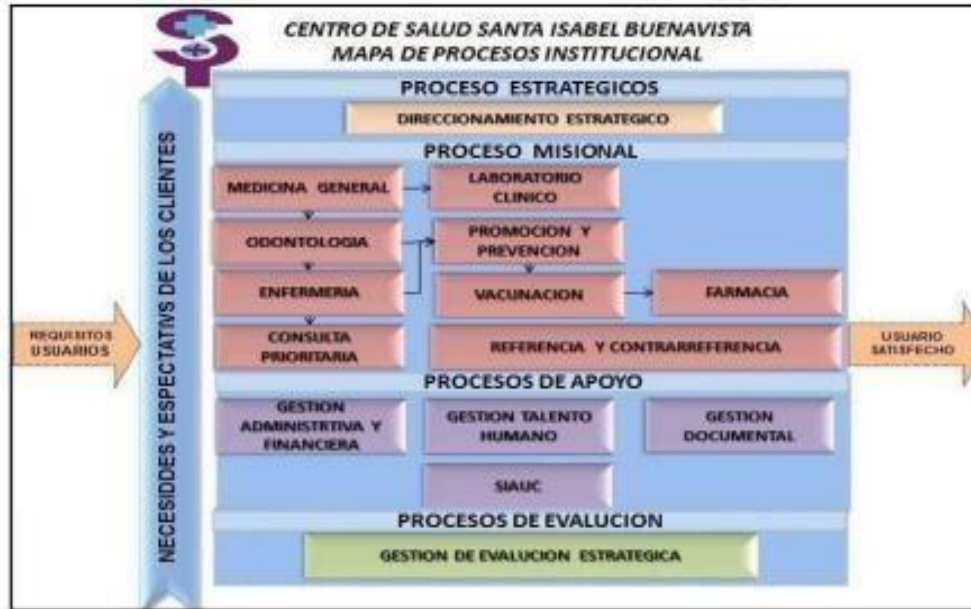 CENTRO DE SALUD SANTA ISABEL BUENAVISTA
MAPA DE PROCESOS INSTITUCIONAL
NECESIDDES Y ESPECTATIVS DE LOS CLIENTES
REQUISITOS
USUARIOS
PROCESO ESTRATEGICOS
DIRECCIONAMIENTO ESTRATEGICO
PROCESO MISIONAL
MEDICINA GENERAL
LABORATORIO
CLINICO
ODONTOLOGIA
PROMOCION Y
PREVENCION
ENFERMERIA
VACUNACION
FARMACIA
CONSULTA
PRIORITARIA
REFERENCIA Y CONTRARREFERENCIA
USUARIO
SATISFECHO
PROCESOS DE APOYO
GESTION
ADMINISTRTIVA Y
FINANCIERA
GESTION TALENTO
HUMANO
GESTION
DOCUMENTAL
SIAUC
PROCESOS DE EVALUCION
GESTION DE EVALUCION ESTRATEGICA